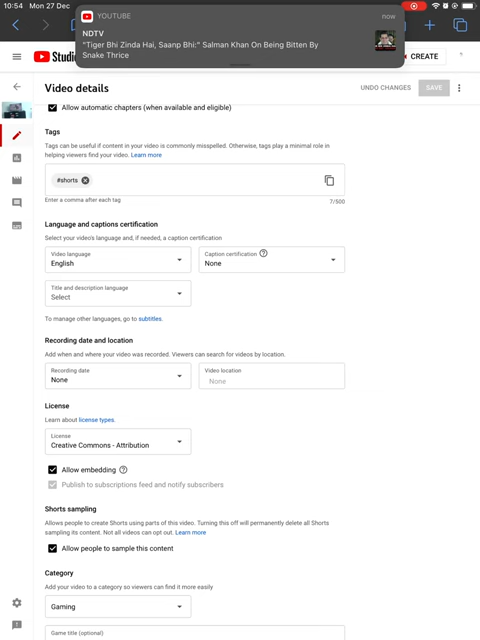 10:54 Mon 27 Dec
YOUTUBE
now
NDTV
"Tiger Bhi Zinda Hai, Saanp Bhi:" Salman Khan On Being Bitten By
Snake Thrice
Studio
CREATE
Video details
UNDO CHANGES
SAVE
Allow automatic chapters (when available and eligible)
Tags
Tags can be useful if content in your video is commonly misspelled. Otherwise, tags play a minimal role in
helping viewers find your video. Learn more
#shorts
Enter a comma after each tag
7/500
Language and captions certification
Select your video's language and, if needed, a caption certification
Video language
English
Caption certification
None
Title and description language
Select
To manage other languages, go to subtitles.
Recording date and location
Add when and where your video was recorded. Viewers can search for videos by location.
Recording date
None
Video location
None
License
Learn about license types.
License
Creative Commons - Attribution
Allow embedding
Publish to subscriptions feed and notify subscribers
Shorts sampling
Allows people to create Shorts using parts of this video. Turning this off will permanently delete all Shorts
sampling its content. Not all videos can opt out. Learn more
Allow people to sample this content
Category
Add your video to a category so viewers can find it more easily
Gaming
Game title (optional)